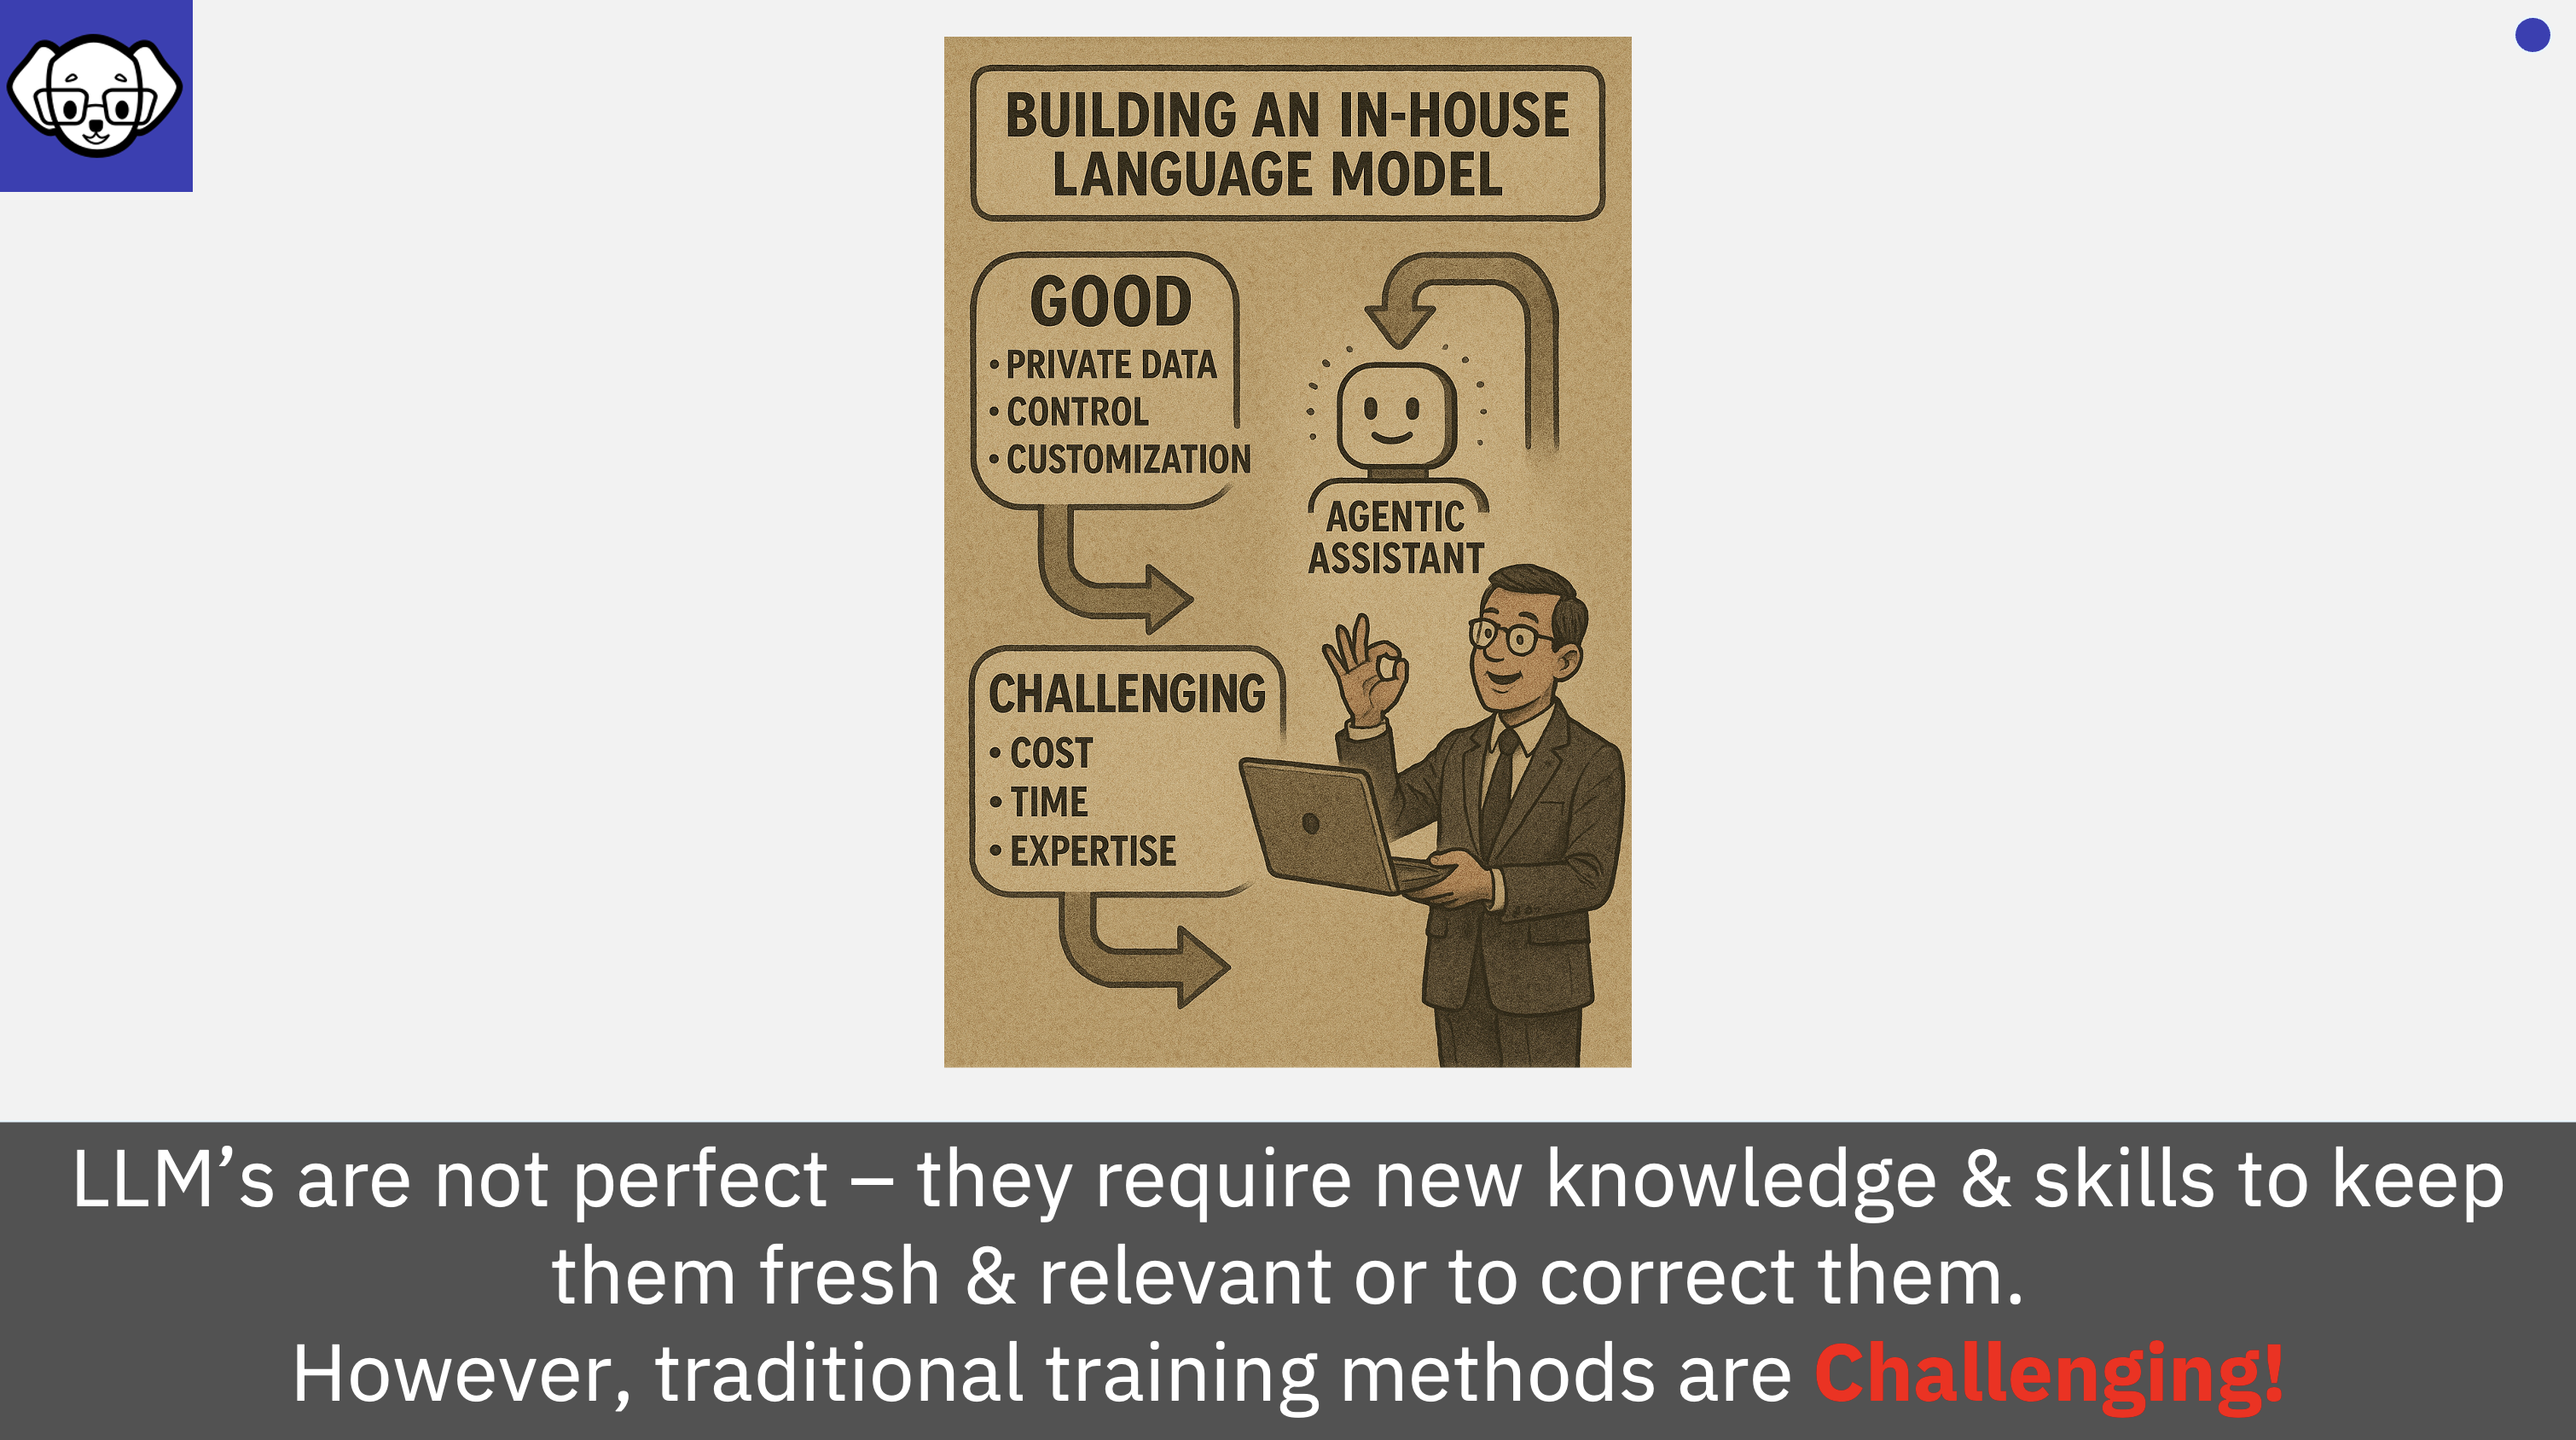 BUILDING AN IN-HOUSE
LANGUAGE MODEL
GOOD
• PRIVATE DATA
• CONTROL
• CUSTOMIZATION
AGENTIC
ASSISTANT
CHALLENGING
• COST
• TIME
• EXPERTISE
LLM’s are not perfect – they require new knowledge & skills to keep
them fresh & relevant or to correct them.
However, traditional training methods are Challenging!